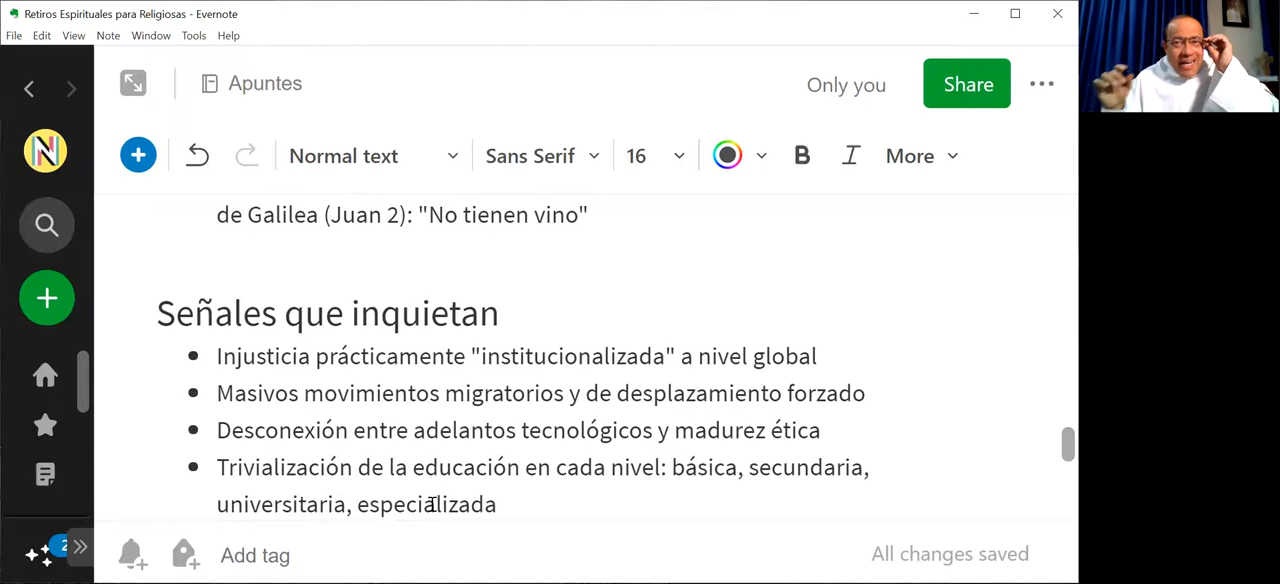 Retiros Espirituales para Religiosas - Evernote
File Edit View Note Window Tools Help
Apuntes
Only you
Share
Normal text
Sans Serif
16
B
I
More
de Galilea (Juan 2): "No tienen vino"
Señales que inquietan
Injusticia prácticamente "institucionalizada" a nivel global
Masivos movimientos migratorios y de desplazamiento forzado
Desconexión entre adelantos tecnológicos y madurez ética
Trivialización de la educación en cada nivel: básica, secundaria,
universitaria, especializada
2
Add tag
All changes saved